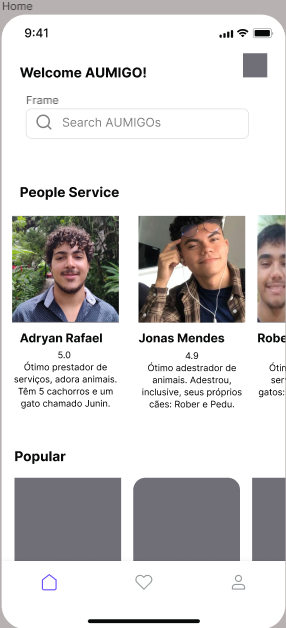 Home
9:41
Welcome AUMIGO!
Frame
Search AUMIGOs
People Service
Adryan Rafael
5.0
Ótimo prestador de
serviços, adora animais.
Têm 5 cachorros e um
gato chamado Junin.
Jonas Mendes
4.9
Ótimo adestrador de
animais. Adestrou,
inclusive, seus próprios
cães: Rober e Pedu.
Robe
Ótin
ser
gatos:
Popular